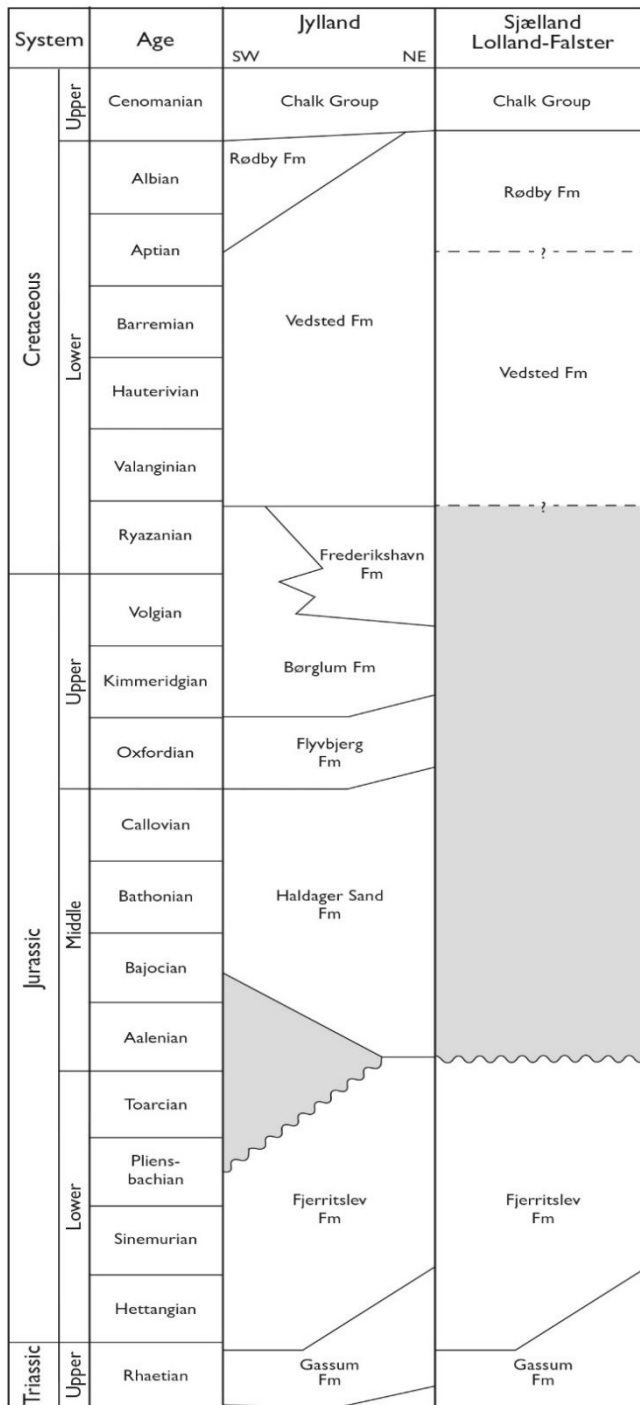 System
Age
Jylland
SW
NE
Sjælland
Lolland-Falster
Cretaceous
Upper
Cenomanian
Chalk Group
Chalk Group
Lower
Albian
Rødby Fm
Rødby Fm
Aptian
?
Barremian
Vedsted Fm
Vedsted Fm
Hauterivian
Valanginian
?
Ryazanian
Frederikshavn
Fm
Jurassic
Upper
Volgian
Kimmeridgian
Børglum Fm
Oxfordian
Flyvbjerg
Fm
Middle
Callovian
Bathonian
Haldager Sand
Fm
Bajocian
Aalenian
Lower
Toarcian
Pliens-
bachian
Fjerritslev
Fm
Fjerritslev
Fm
Sinemurian
Hettangian
Triassic
Upper
Rhaetian
Gassum
Fm
Gassum
Fm